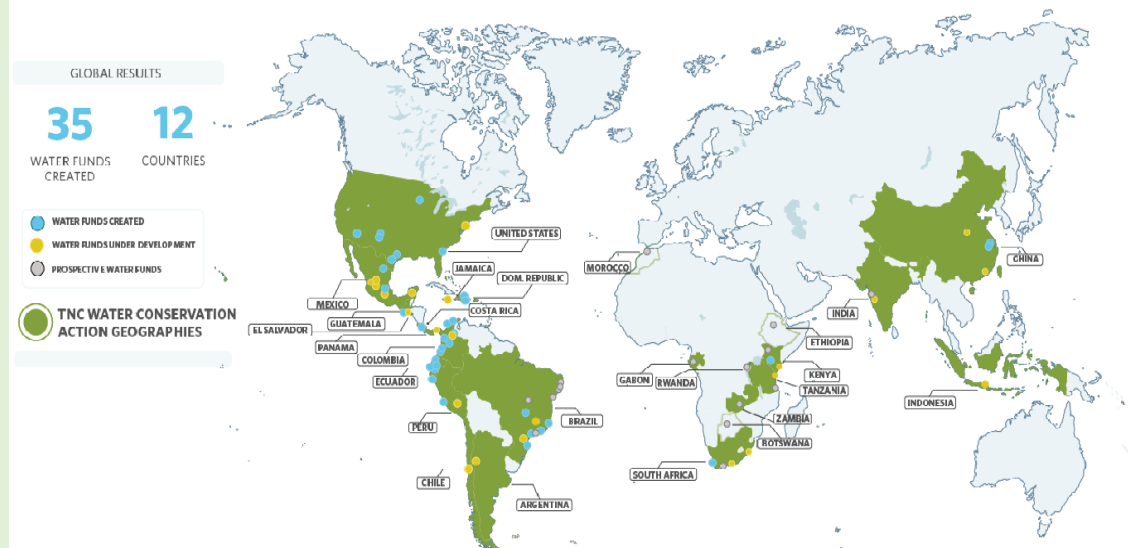 GLOBAL RESULTS
35
12
WATER FUNDS
CREATED
COUNTRIES
WATER FUNDS CREATED
WATER FUNDS UNDER DEVELOPMENT
PROSPECTIVE WATER FUNDS
TNC WATER CONSERVATION
ACTION GEOGRAPHIES
UNITED STATES
JAMAICA
DOM. REPUBLIC
MEXICO
COSTA RICA
GUATEMALA
EL SALVADOR
PANAMA
COLOMBIA
ECUADOR
PERU
BRAZIL
CHILE
ARGENTINA
MOROCCO
GABON
RWANDA
ETHIOPIA
KENYA
TANZANIA
ZAMBIA
BOTSWANA
SOUTH AFRICA
INDIA
CHINA
INDONESIA